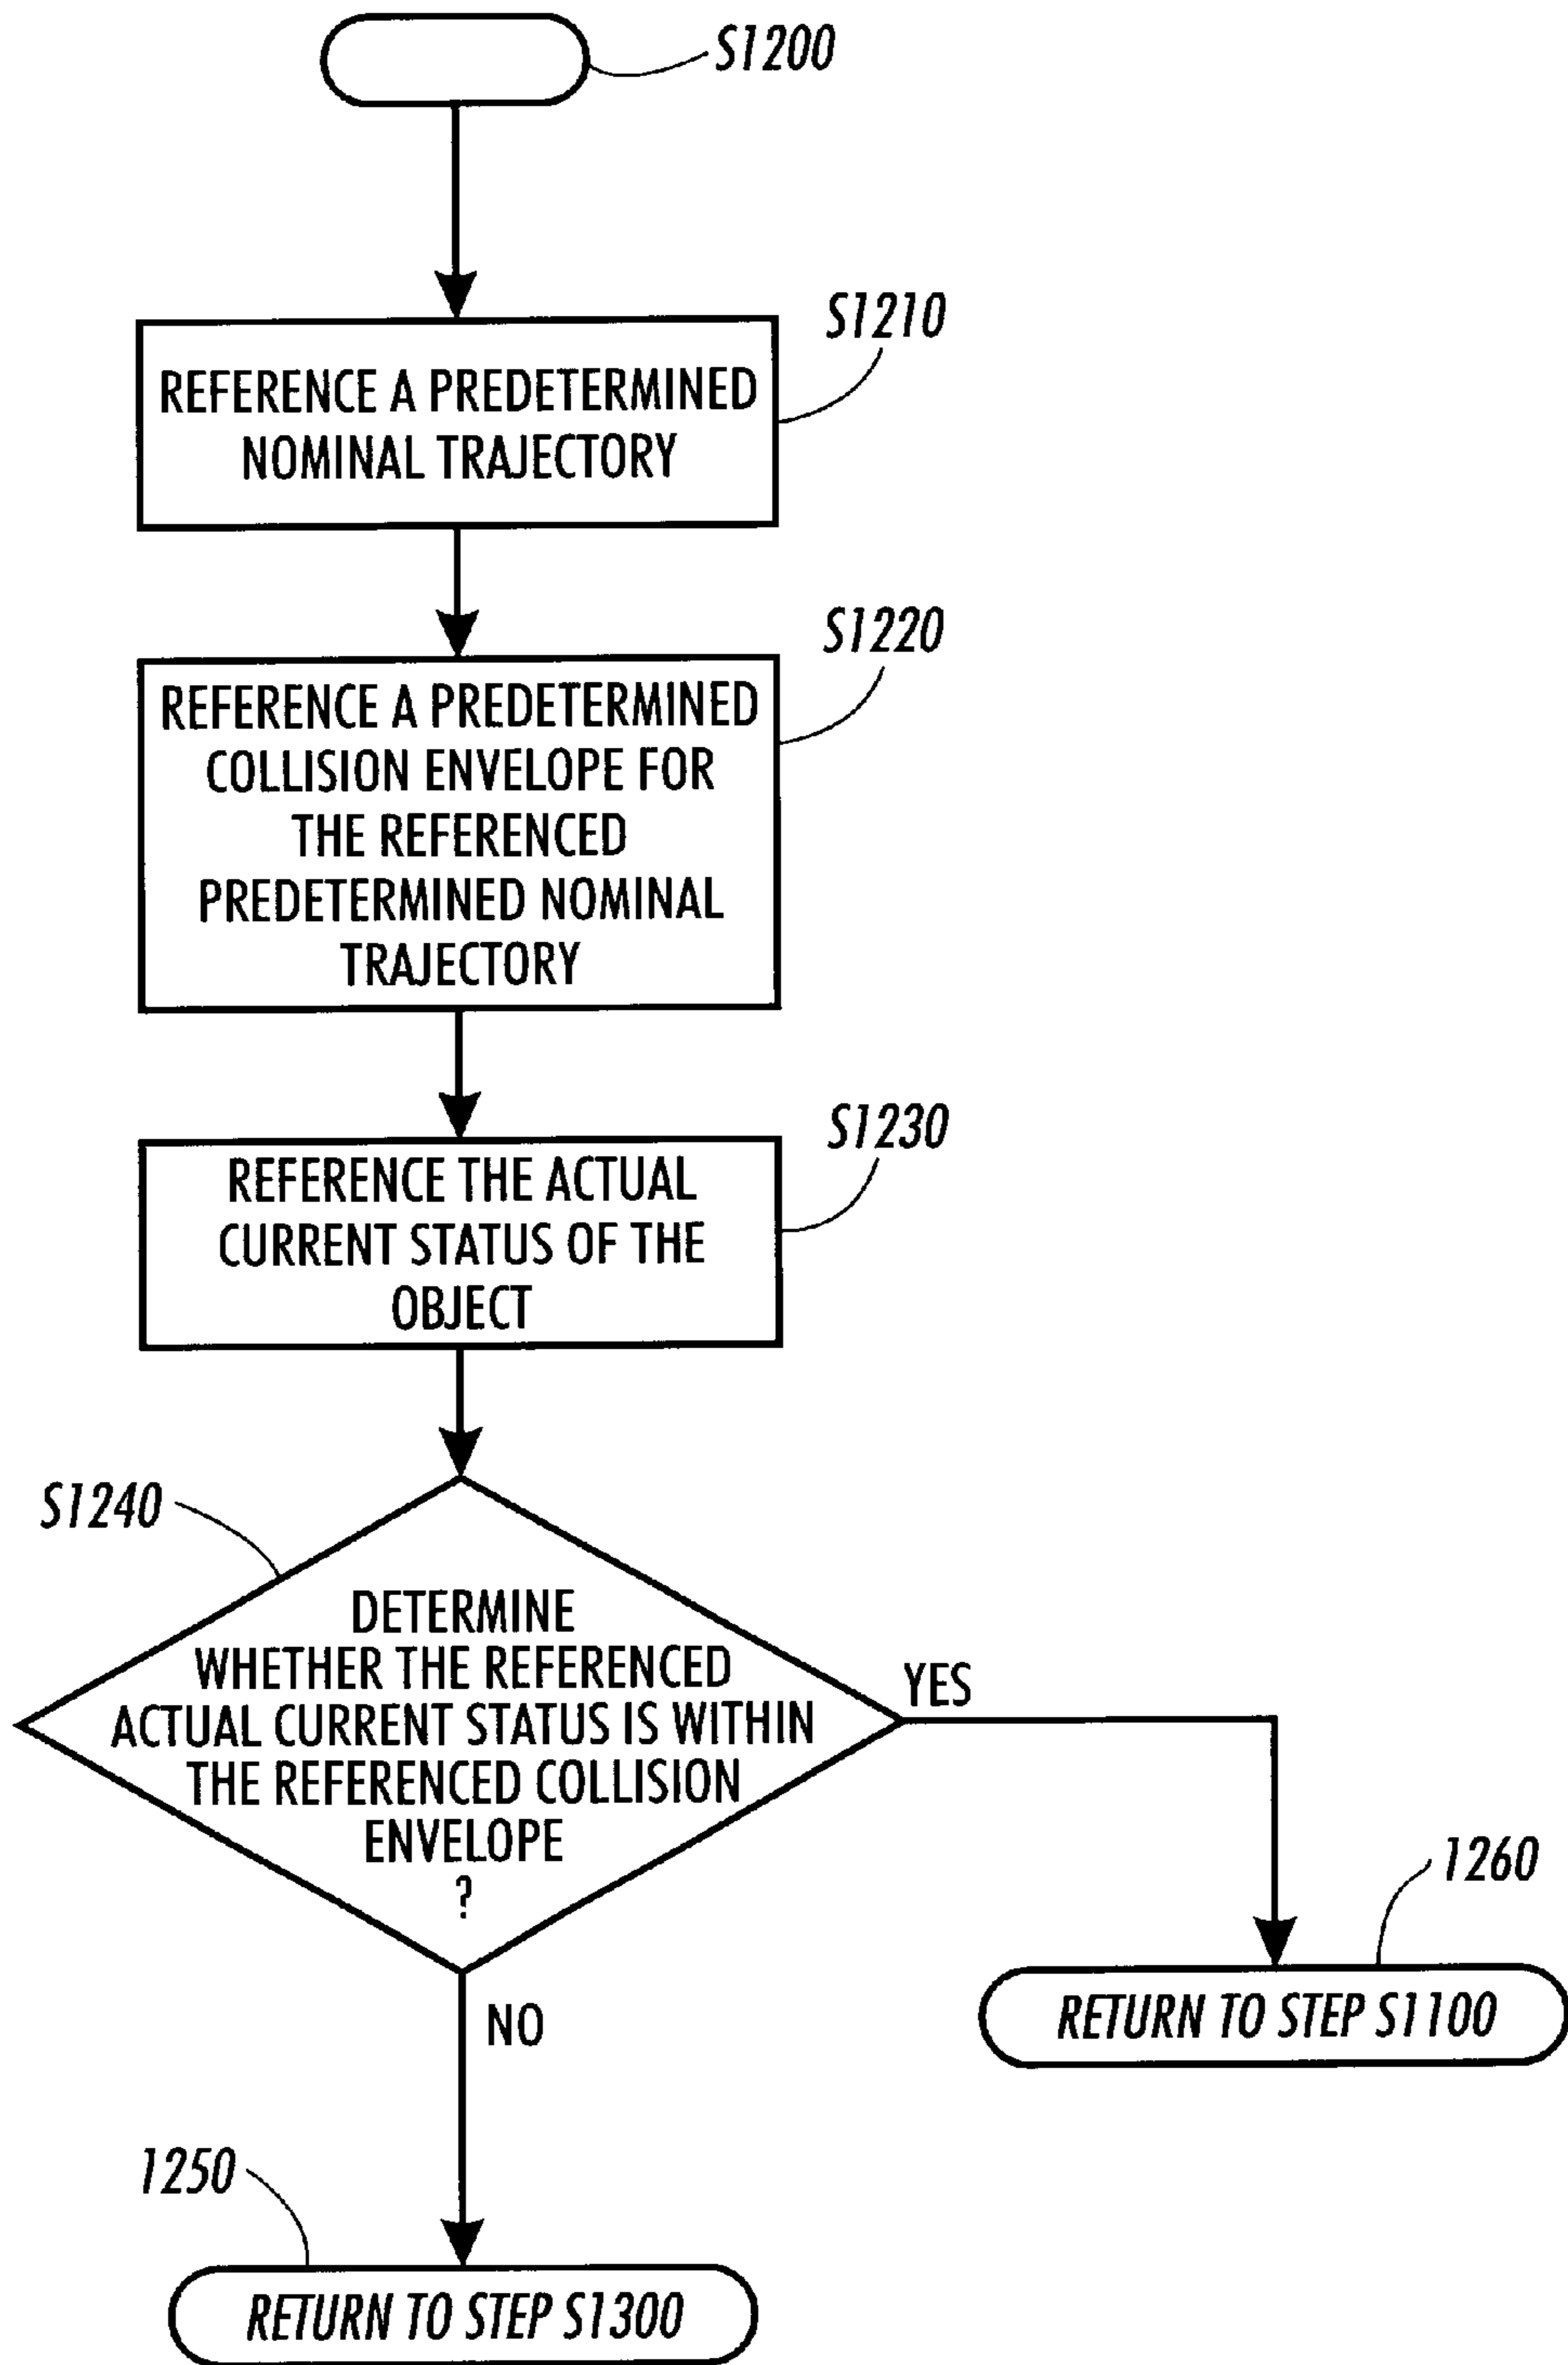 S1200
S1210
REFERENCE A PREDETERMINED
NOMINAL TRAJECTORY
S1220
REFERENCE A PREDETERMINED
COLLISION ENVELOPE FOR
THE REFERENCED
PREDETERMINED NOMINAL
TRAJECTORY
S1230
REFERENCE THE ACTUAL
CURRENT STATUS OF THE
OBJECT
S1240
DETERMINE
WHETHER THE REFERENCED
ACTUAL CURRENT STATUS IS WITHIN
THE REFERENCED COLLISION
ENVELOPE
?
YES
1260
RETURN TO STEP S1100
NO
1250
RETURN TO STEP S1300